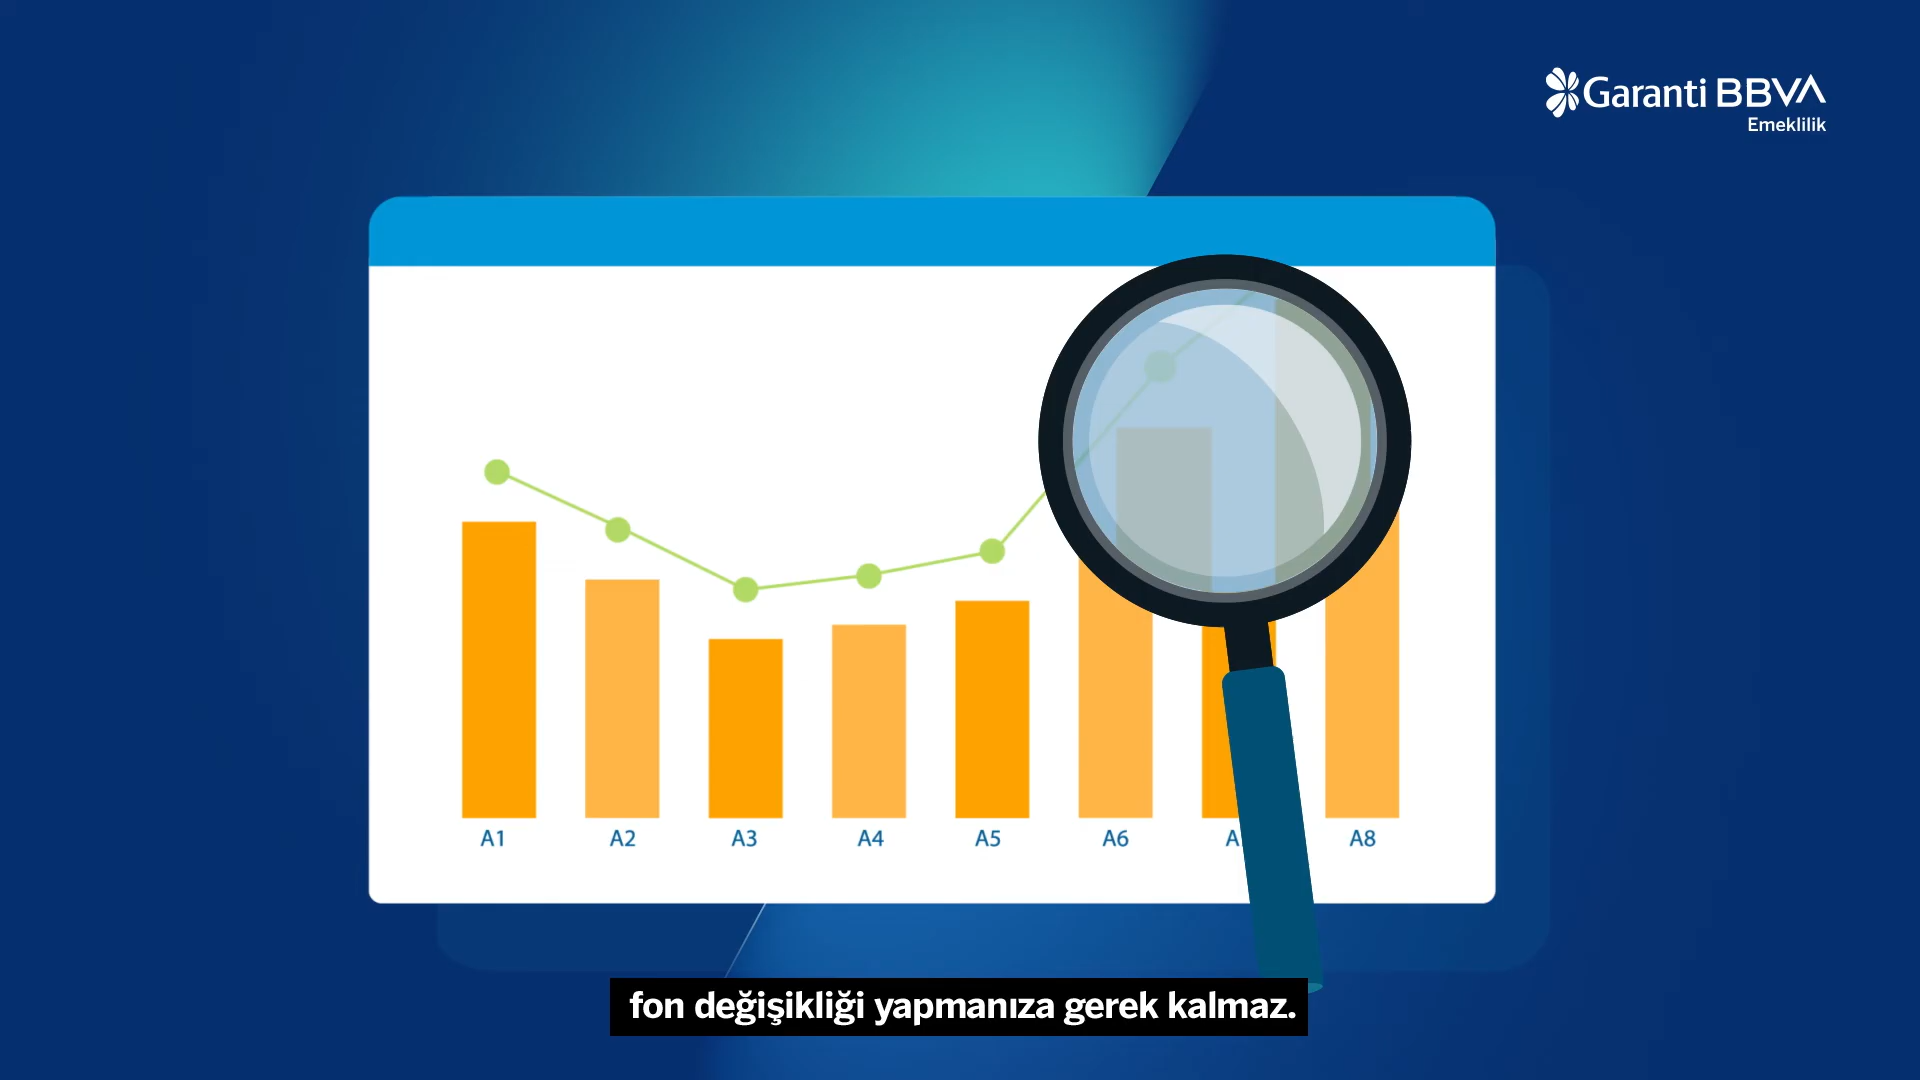 Garanti BBVA
Emeklilik
A1 A2 A3 A4 A5 A6 A8
fon değişikliği yapmanıza gerek kalmaz.